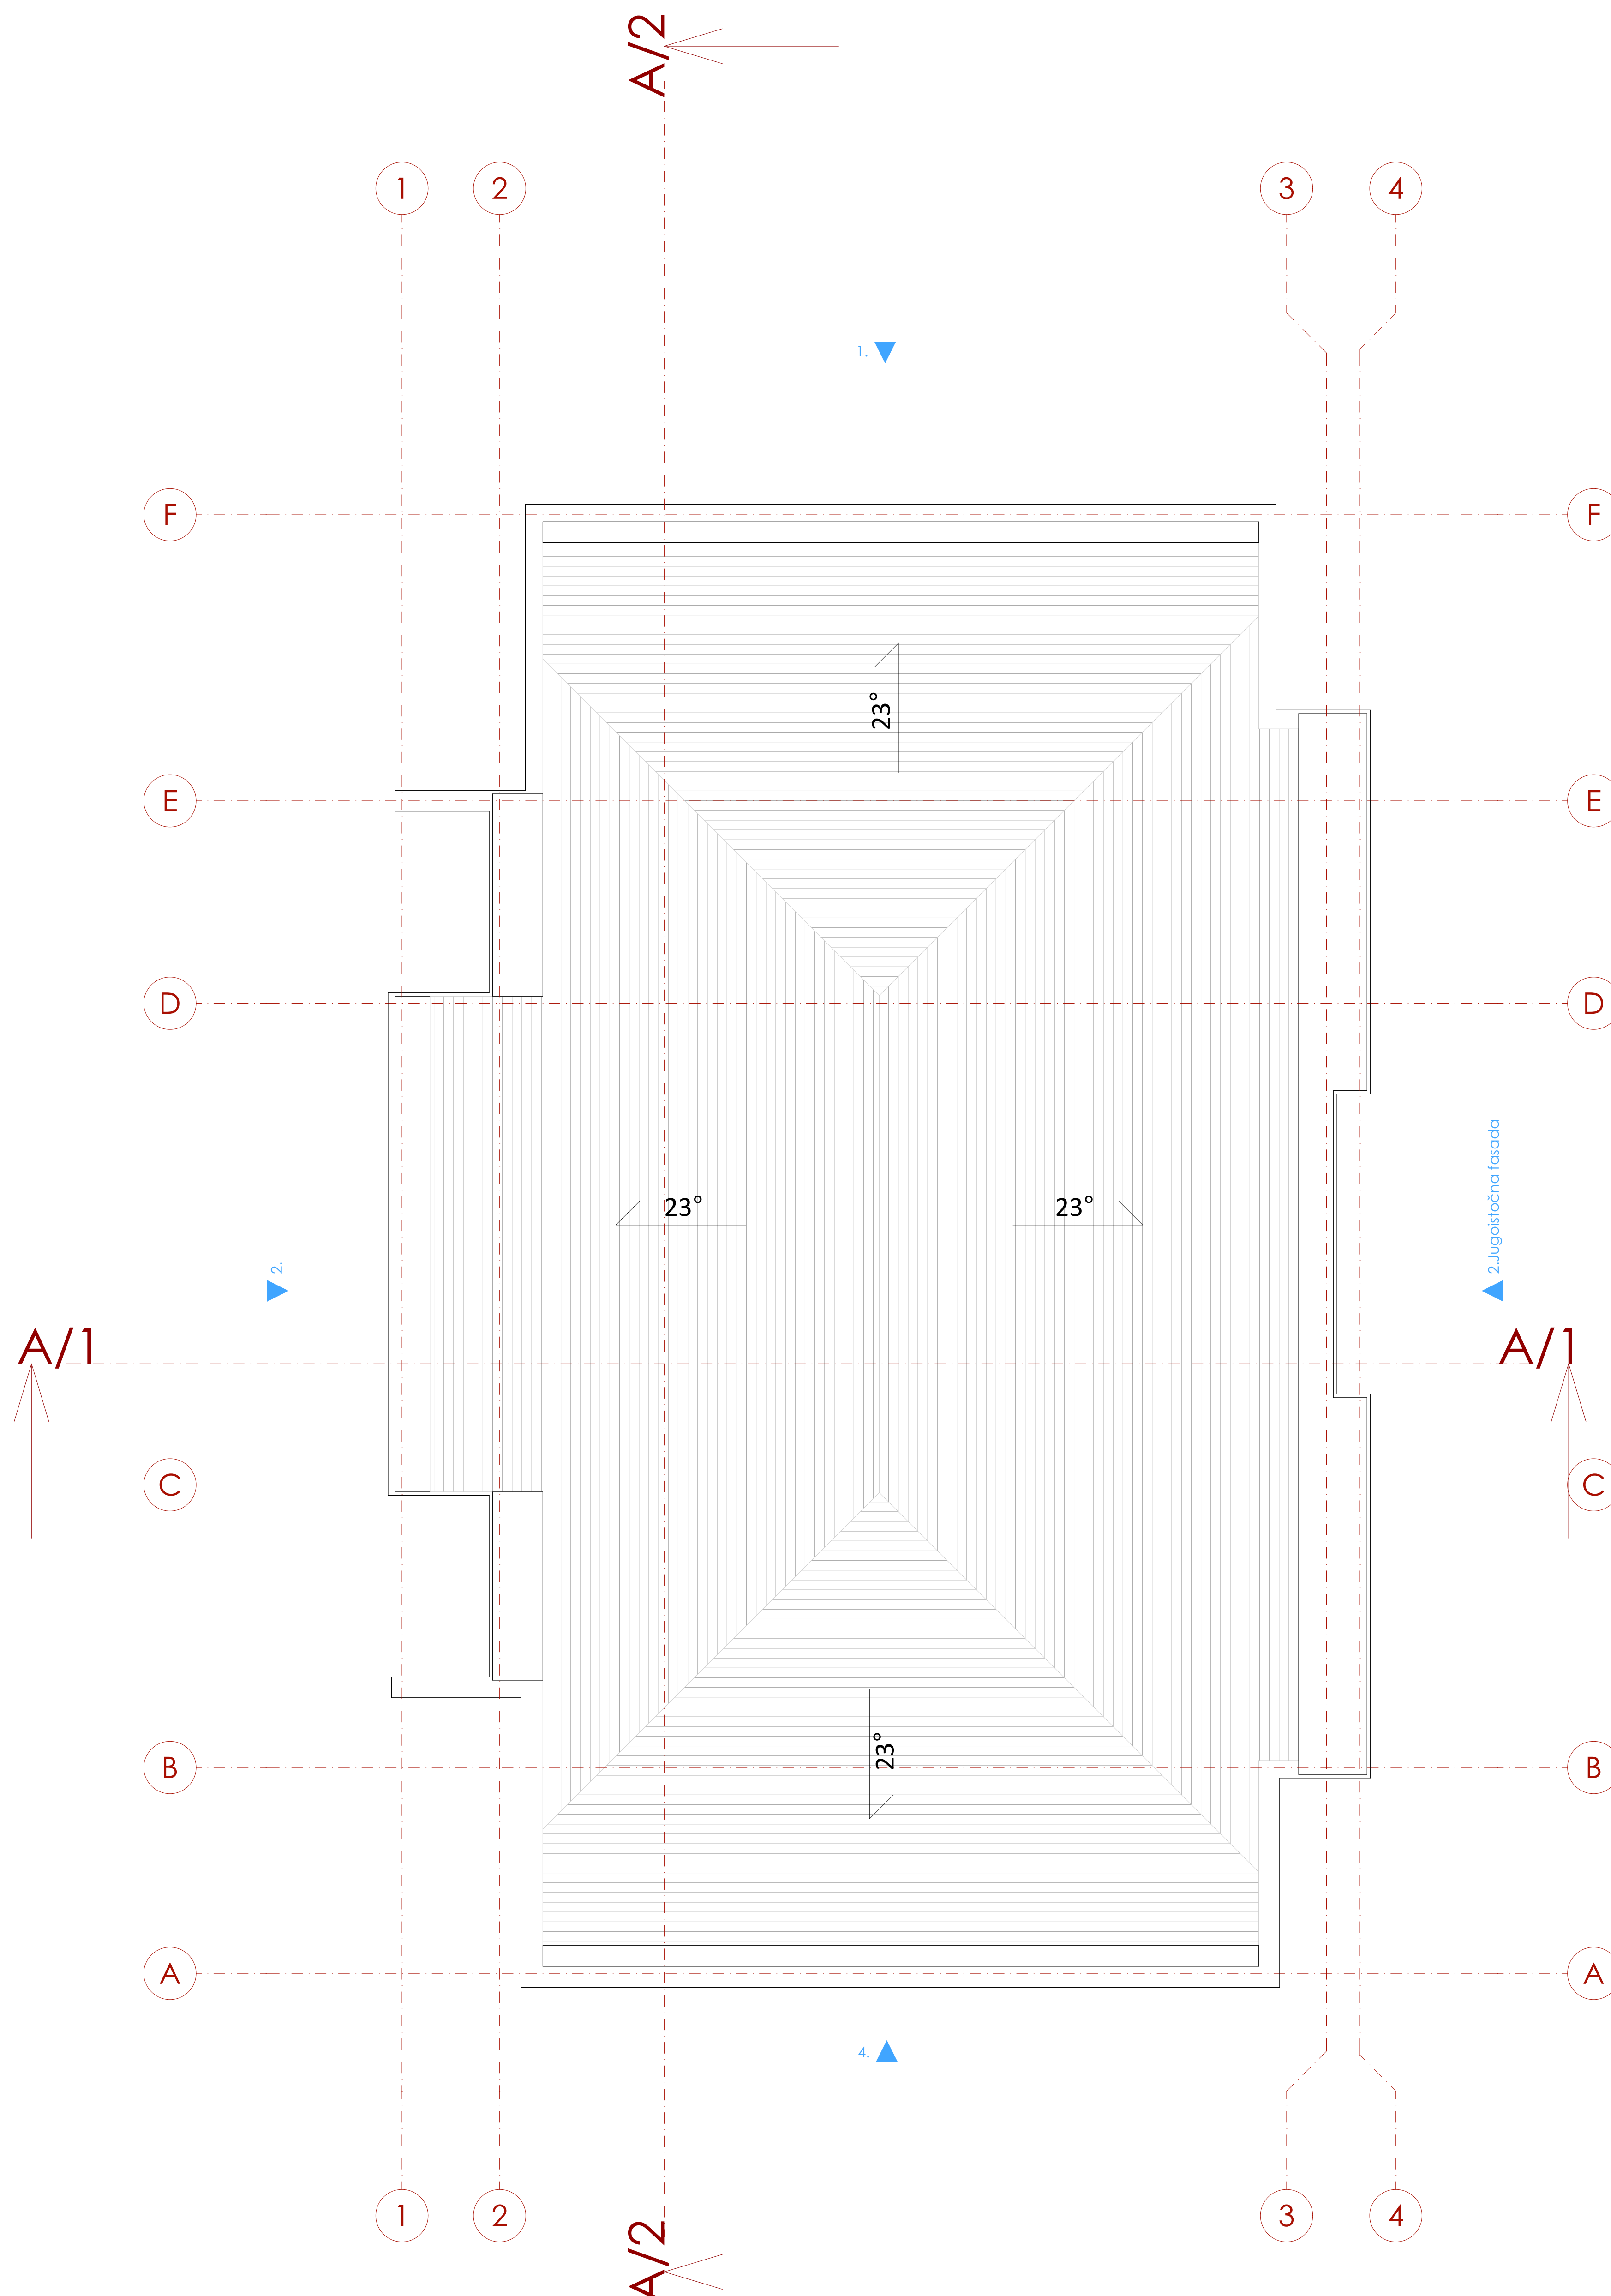 A/2
1 2 3 4
1.
F F
23°
E E
D D
2.Jugoistočna fasada
23° 23°
2.
A/1 A/1
C C
23°
B B
A A
4.
1 2 3 4
A/2